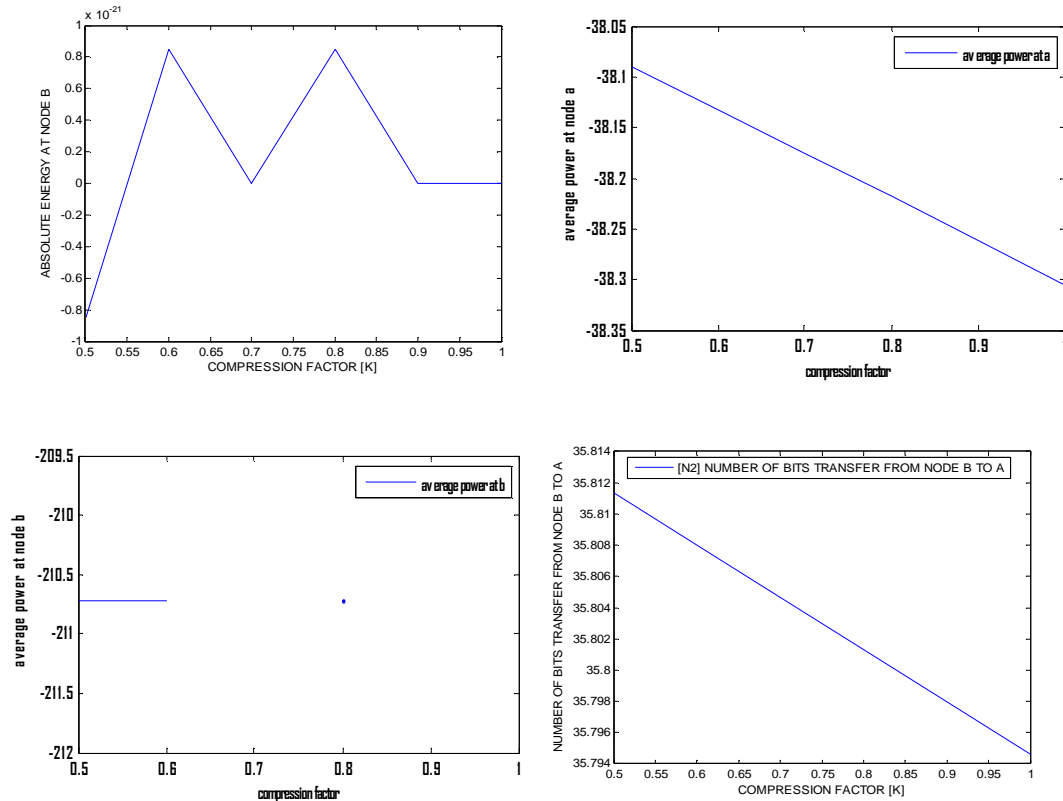 x 10-21
1
0.8
0.6
0.4
0.2
0
-0.2
-0.4
-0.6
-0.8
-1
ABSOLUTE ENERGY AT NODE B
0.5 0.55 0.6 0.65 0.7 0.75 0.8 0.85 0.9 0.95 1
COMPRESSION FACTOR [K]
-38.05
-38.1
-38.15
-38.2
-38.25
-38.3
-38.35
average power at node a
average power at a
0.5 0.6 0.7 0.8 0.9 1
compression factor
-209.5
-210
-210.5
-211
-211.5
-212
average power at node b
average power at b
0.5 0.6 0.7 0.8 0.9 1
compression factor
35.814
35.812
35.81
35.808
35.806
35.804
35.802
35.8
35.798
35.796
35.794
NUMBER OF BITS TRANSFER FROM NODE B TO A
[N2] NUMBER OF BITS TRANSFER FROM NODE B TO A
0.5 0.55 0.6 0.65 0.7 0.75 0.8 0.85 0.9 0.95 1
COMPRESSION FACTOR [K]